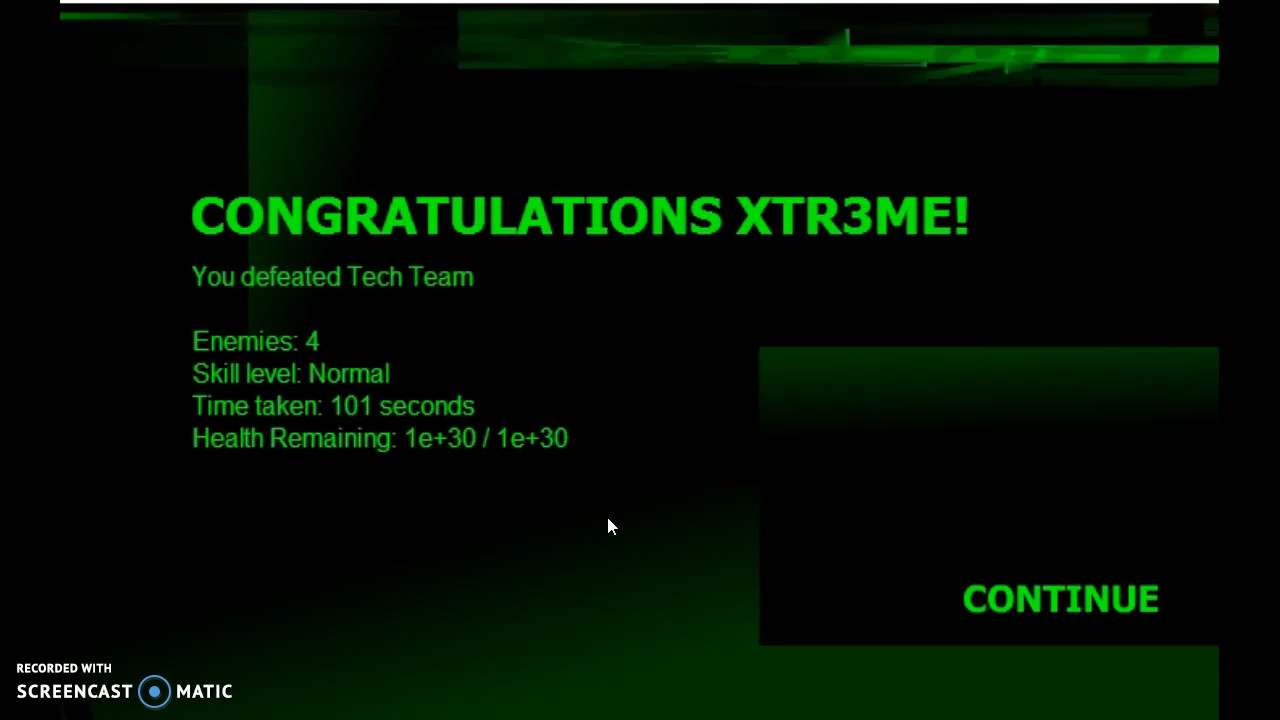 CONGRATULATIONS XTR3ME!
You defeated Tech Team
Enemies: 4
Skill level: Normal
Time taken: 101 seconds
Health Remaining: 1e+30 / 1e+30
CONTINUE
RECORDED WITH
SCREENCAST MATIC